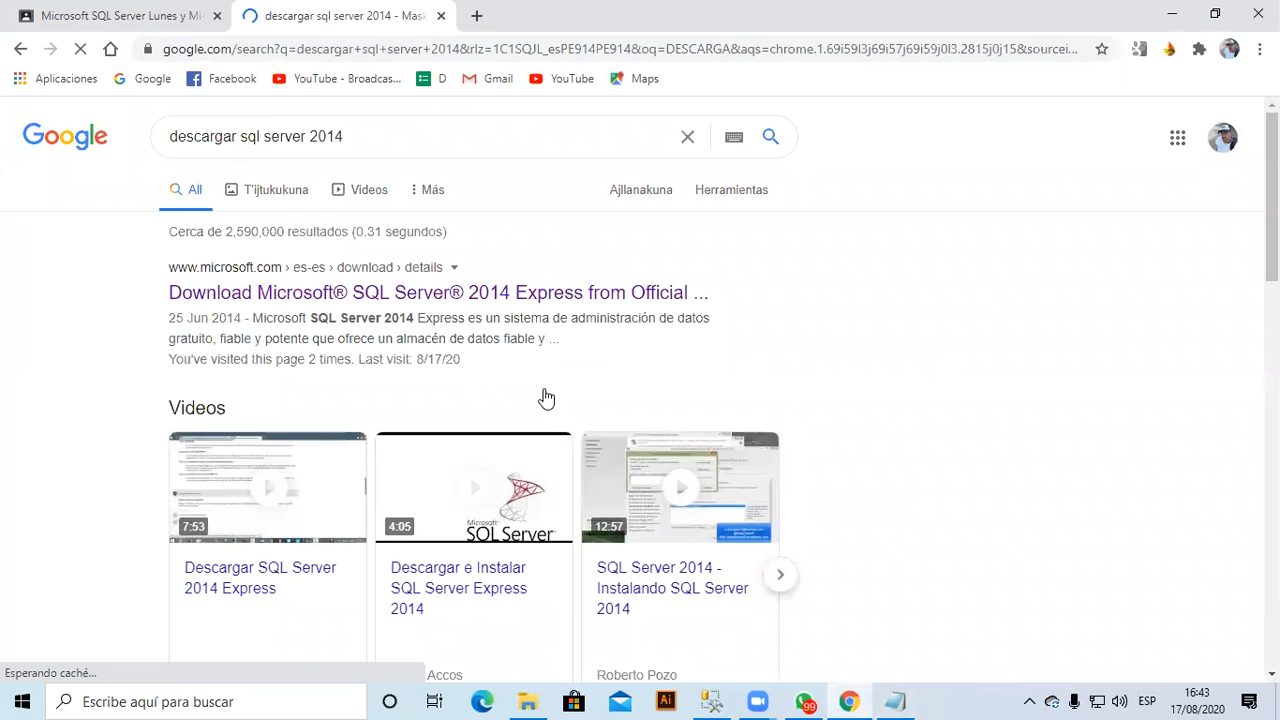 Microsoft SQL Server Lunes y Mi
descargar sql server 2014 - Mask
google.com/search?q=descargar+sql+server+2014&rlz=1C1SQJL_esPE914PE914&oq=DESCARGA&aqs=chrome.1.69i59l3j69i57j69i59j0l3.2815j0j15&sourcei...
Aplicaciones Google Facebook YouTube - Broadcas... D Gmail YouTube Maps
Google
descargar sql server 2014
All T'ijtukukuna Videos Más Ajllanakuna Herramientas
Cerca de 2,590,000 resultados (0.31 segundos)
www.microsoft.com › es-es › download › details
Download Microsoft® SQL Server® 2014 Express from Official ...
25 Jun 2014 - Microsoft SQL Server 2014 Express es un sistema de administración de datos
gratuito, fiable y potente que ofrece un almacén de datos fiable y ...
You've visited this page 2 times. Last visit: 8/17/20
Videos
7:53
4:05
Microsoft
Server
12:57
Descargar SQL Server
2014 Express
Descargar e Instalar
SQL Server Express
2014
SQL Server 2014 -
Instalando SQL Server
2014
Esperando caché...
Accos
Roberto Pozo
Escribe aquí para buscar
Ai
99
ESP
16:43
17/08/2020